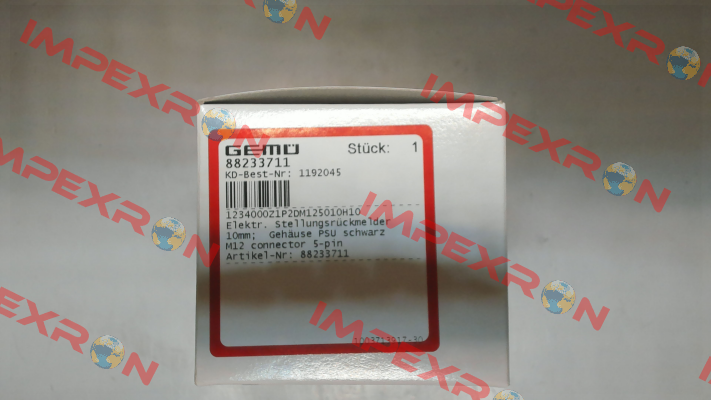 IMPEXRON
IMPEXRON
GEMÜ
Stück: 1
88233711
KD-Best-Nr: 1192045
1234000Z1P2DM125010H10
Elektr. Stellungsrückmelder
10mm; Gehäuse PSU schwarz
M12 connector 5-pin
Artikel-Nr: 88233711
IMPEXRON
IMPEXRON